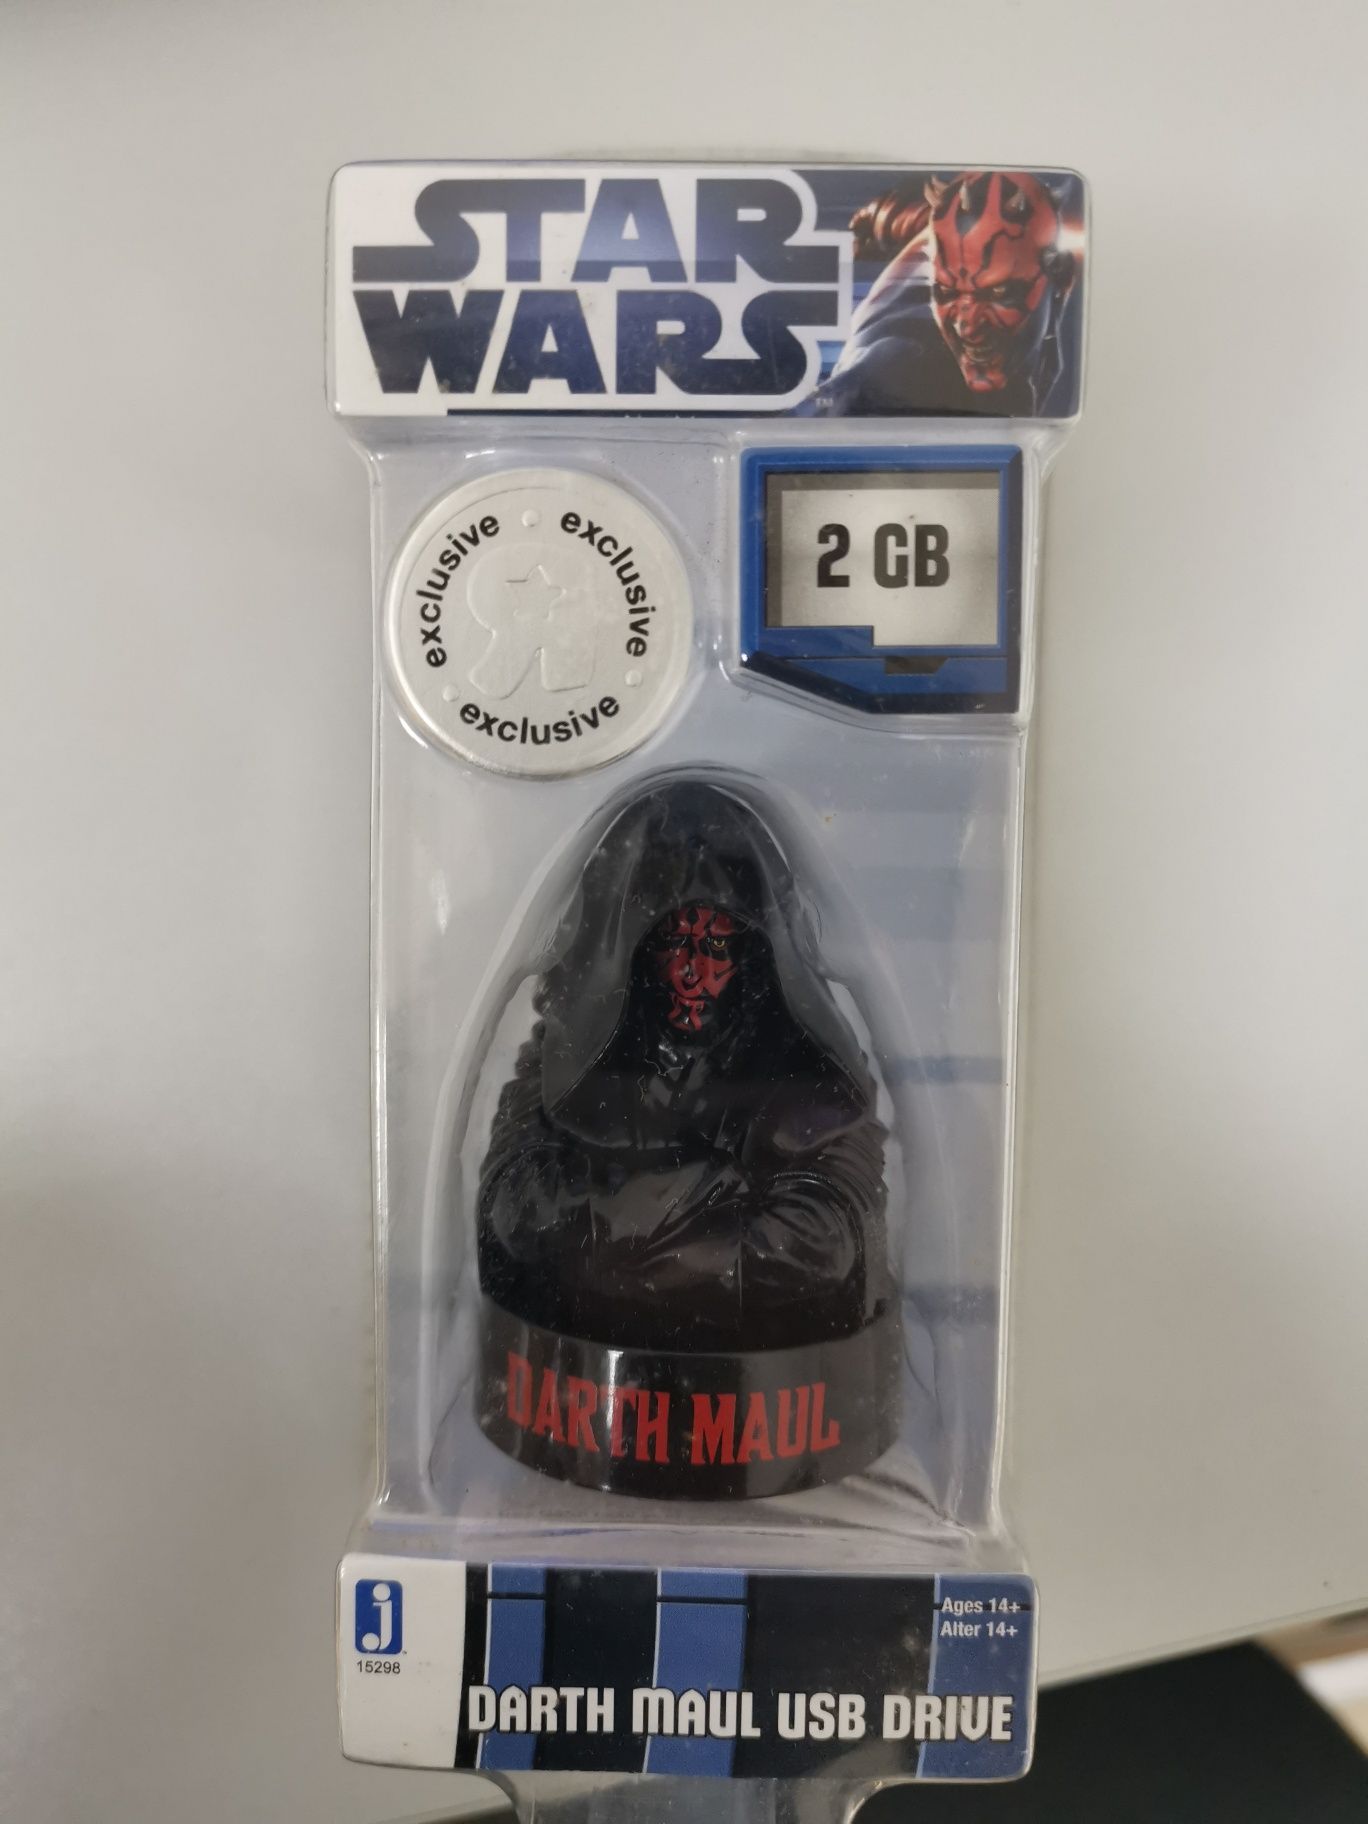 STAR
WARS
TM
exclusive
exclusive
exclusive
2 GB
DARTH MAUL
j
15298
Ages 14+
Alter 14+
DARTH MAUL USB DRIVE